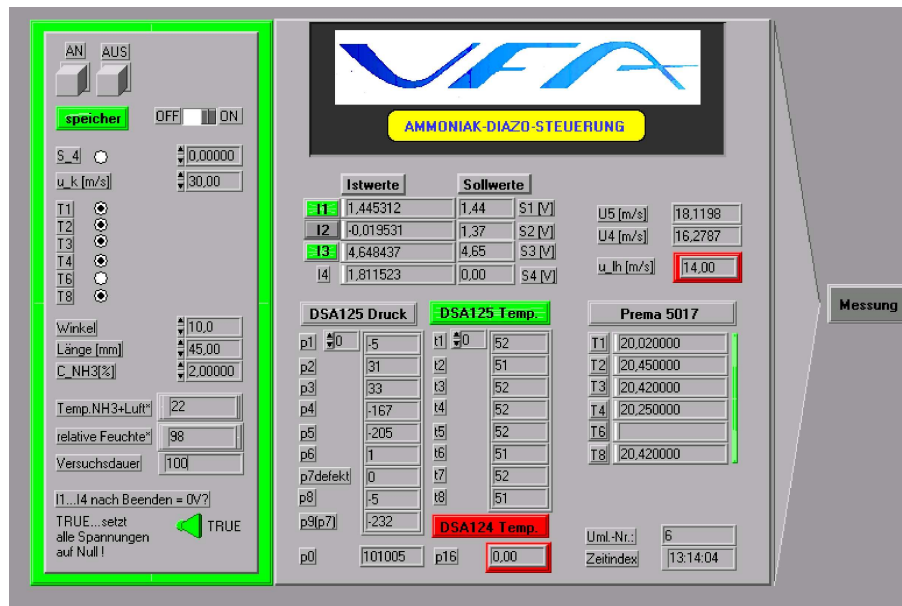 AN AUS
speicher OFF ON
S_4 0,00000
u_k [m/s] 30,00
T1
T2
T3
T4
T6
T8
Winkel 10,0
Länge [mm] 45,00
C_NH3[%] 2,00000
Temp.NH3+Luft* 22
relative Feuchte* 98
Versuchsdauer 100
I1...I4 nach Beenden = 0V?
TRUE...setzt
alle Spannungen
auf Null !
TRUE
VFA
AMMONIAK-DIAZO-STEUERUNG
Istwerte Sollwerte
I1 1,445312 1,44 S1 [V]
I2 -0,019531 1,37 S2 [V]
I3 4,648437 4,65 S3 [V]
I4 1,811523 0,00 S4 [V]
U5 [m/s] 18,1198
U4 [m/s] 16,2787
u_lh [m/s] 14,00
DSA125 Druck
p1 0 -5
p2 31
p3 33
p4 -167
p5 -205
p6 1
p7defekt 0
p8 -5
p9(p7) -232
p0 101005
DSA125 Temp.
t1 0 52
t2 51
t3 52
t4 52
t5 52
t6 51
t7 52
t8 51
DSA124 Temp.
p16 0,00
Prema 5017
T1 20,020000
T2 20,450000
T3 20,420000
T4 20,250000
T6
T8 20,420000
Uml.-Nr.: 6
Zeitindex 13:14:04
Messung